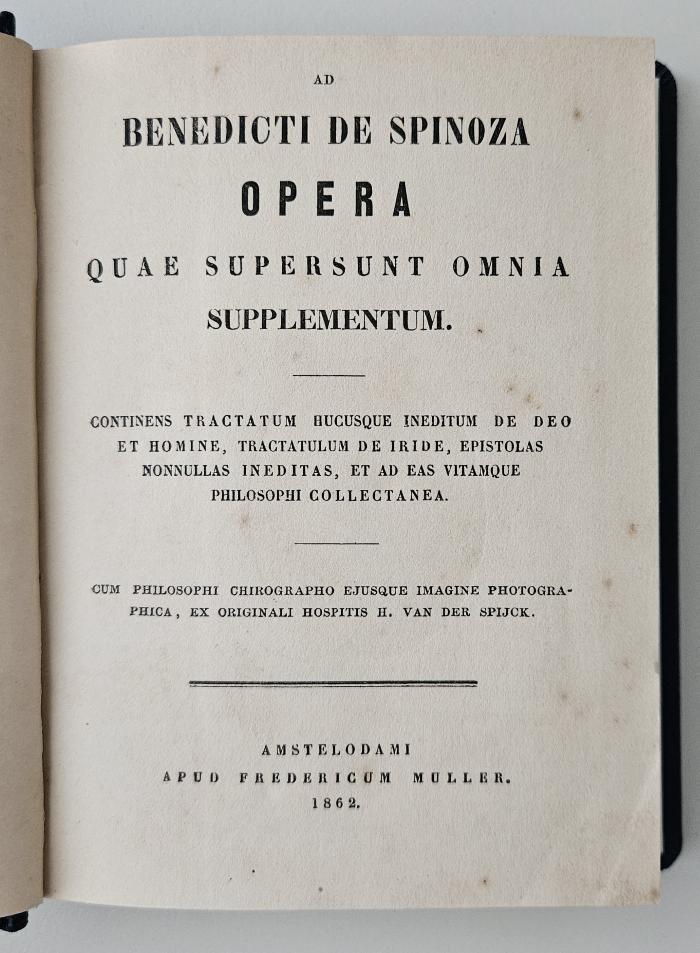 AD
BENEDICTI DE SPINOZA
OPERA
QUAE SUPERSUNT OMNIA
SUPPLEMENTUM.
CONTINENS TRACTATUM HUCUSQUE INEDITUM DE DEO
ET HOMINE, TRACTATULUM DE IRIDE, EPISTOLAS
NONNULLAS INEDITAS, ET AD EAS VITAMQUE
PHILOSOPHI COLLECTANEA.
CUM PHILOSOPHI CHIROGRAPHO EJUSQUE IMAGINE PHOTOGRA-
PHICA, EX ORIGINALI HOSPITIS H. VAN DER SPIJCK.
AMSTELODAMI
APUD FREDERICUM MULLER.
1862.